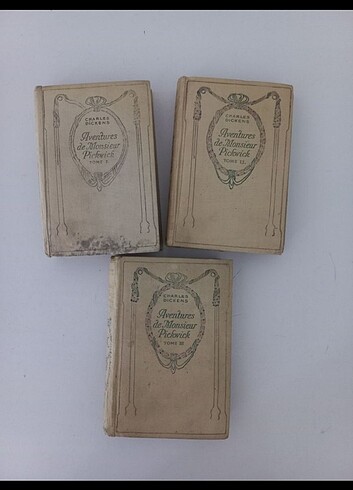 CHARLES
DICKENS
Aventures
de Monsieur
Pickwick
TOME I.
CHARLES
DICKENS
Aventures
de Monsieur
Pickwick
TOME II.
CHARLES
DICKENS
Aventures
de Monsieur
Pickwick
TOME III